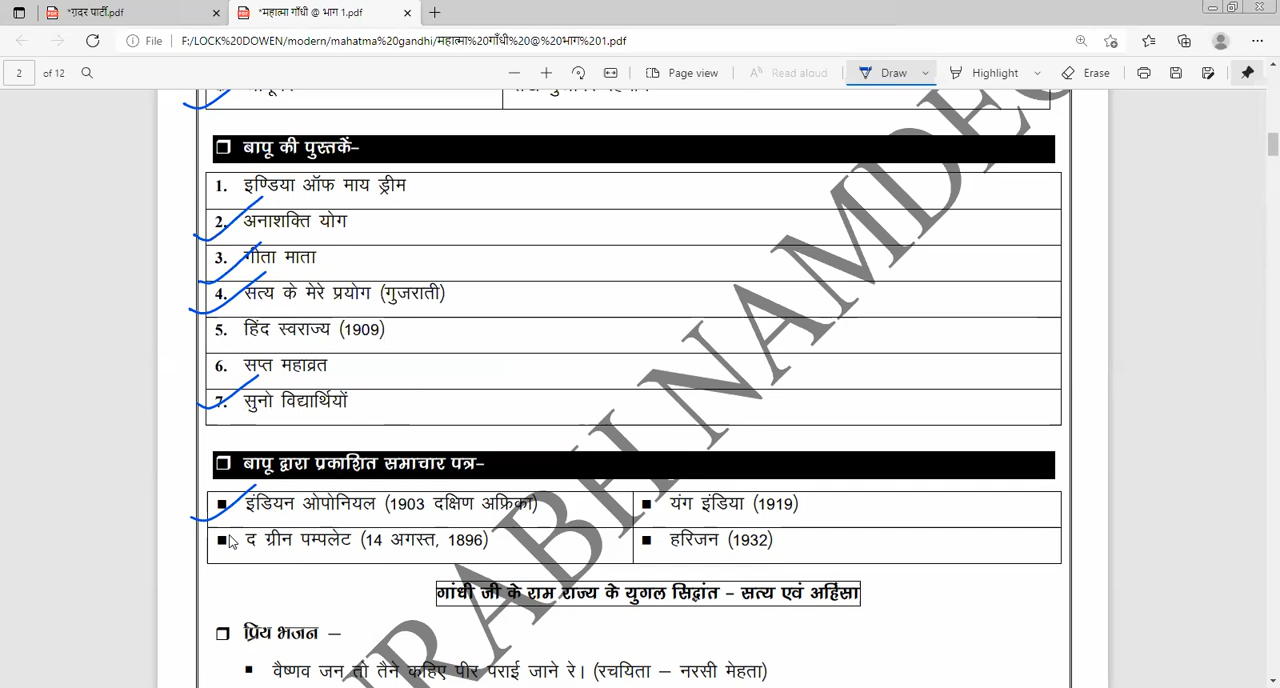 *ग़दर पार्टी.pdf
*महात्मा गाँधी @ भाग 1.pdf
File F:/LOCK%20DOWEN/modern/mahatma%20gandhi/महात्मा%20गाँधी%20@%20भाग%201.pdf
2 of 12 Page view Read aloud Draw Highlight Erase
बापू की पुस्तकें-
1. इण्डिया ऑफ माय ड्रीम
2. अनाशक्ति योग
3. गीता माता
4. सत्य के मेरे प्रयोग (गुजराती)
5. हिंद स्वराज्य (1909)
6. सप्त महाव्रत
7. सुनो विद्यार्थियों
बापू द्वारा प्रकाशित समाचार पत्र-
इंडियन ओपोनियल (1903 दक्षिण अफ्रिका) यंग इंडिया (1919)
द ग्रीन पम्पलेट (14 अगस्त, 1896) हरिजन (1932)
गांधी जी के राम राज्य के युगल सिद्धांत - सत्य एवं अहिंसा
प्रिय भजन –
वैष्णव जन तो तैने कहिए पीर पराई जाने रे। (रचयिता – नरसी मेहता)
URABHI NAMDEO